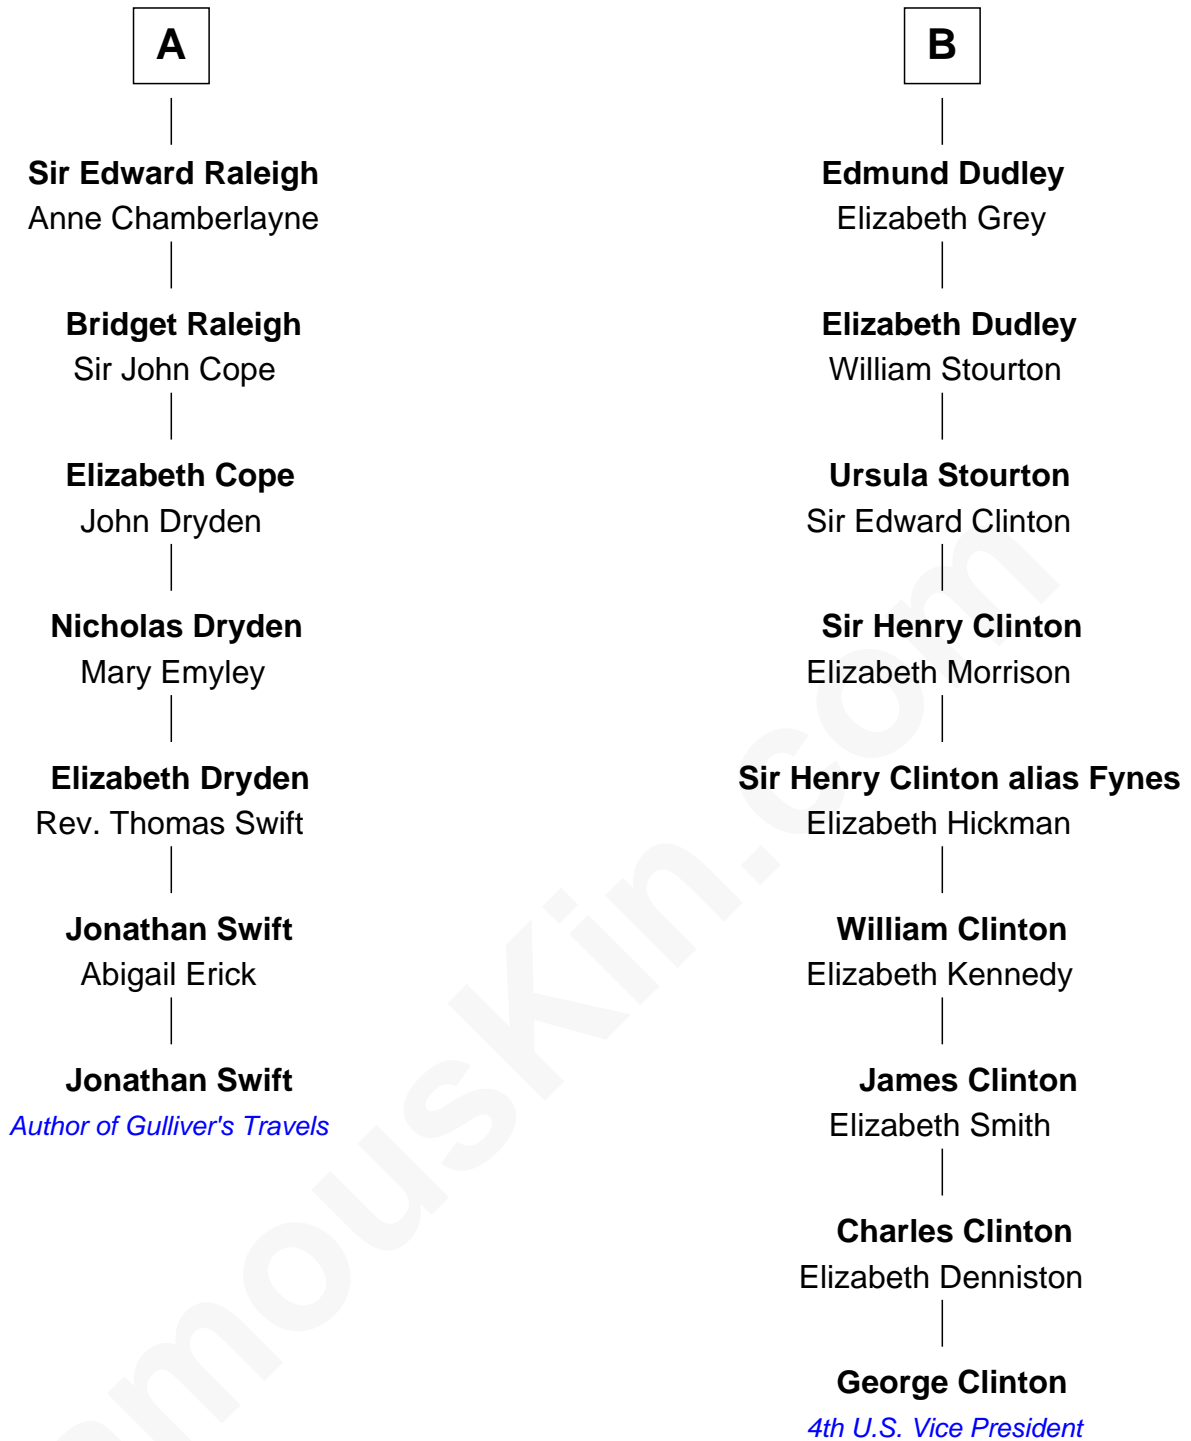 A
Sir Edward Raleigh
Anne Chamberlayne
Bridget Raleigh
Sir John Cope
Elizabeth Cope
John Dryden
Nicholas Dryden
Mary Emyley
Elizabeth Dryden
Rev. Thomas Swift
Jonathan Swift
Abigail Erick
Jonathan Swift
Author of Gulliver's Travels
B
Edmund Dudley
Elizabeth Grey
Elizabeth Dudley
William Stourton
Ursula Stourton
Sir Edward Clinton
Sir Henry Clinton
Elizabeth Morrison
Sir Henry Clinton alias Fynes
Elizabeth Hickman
William Clinton
Elizabeth Kennedy
James Clinton
Elizabeth Smith
Charles Clinton
Elizabeth Denniston
George Clinton
4th U.S. Vice President
amousKin.com